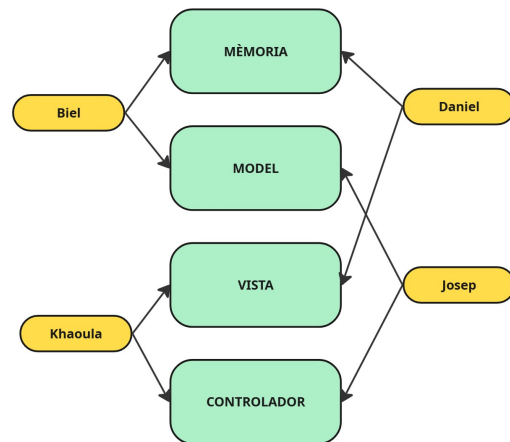 MÈMORIA
Biel
Daniel
MODEL
VISTA
Josep
Khaoula
CONTROLADOR